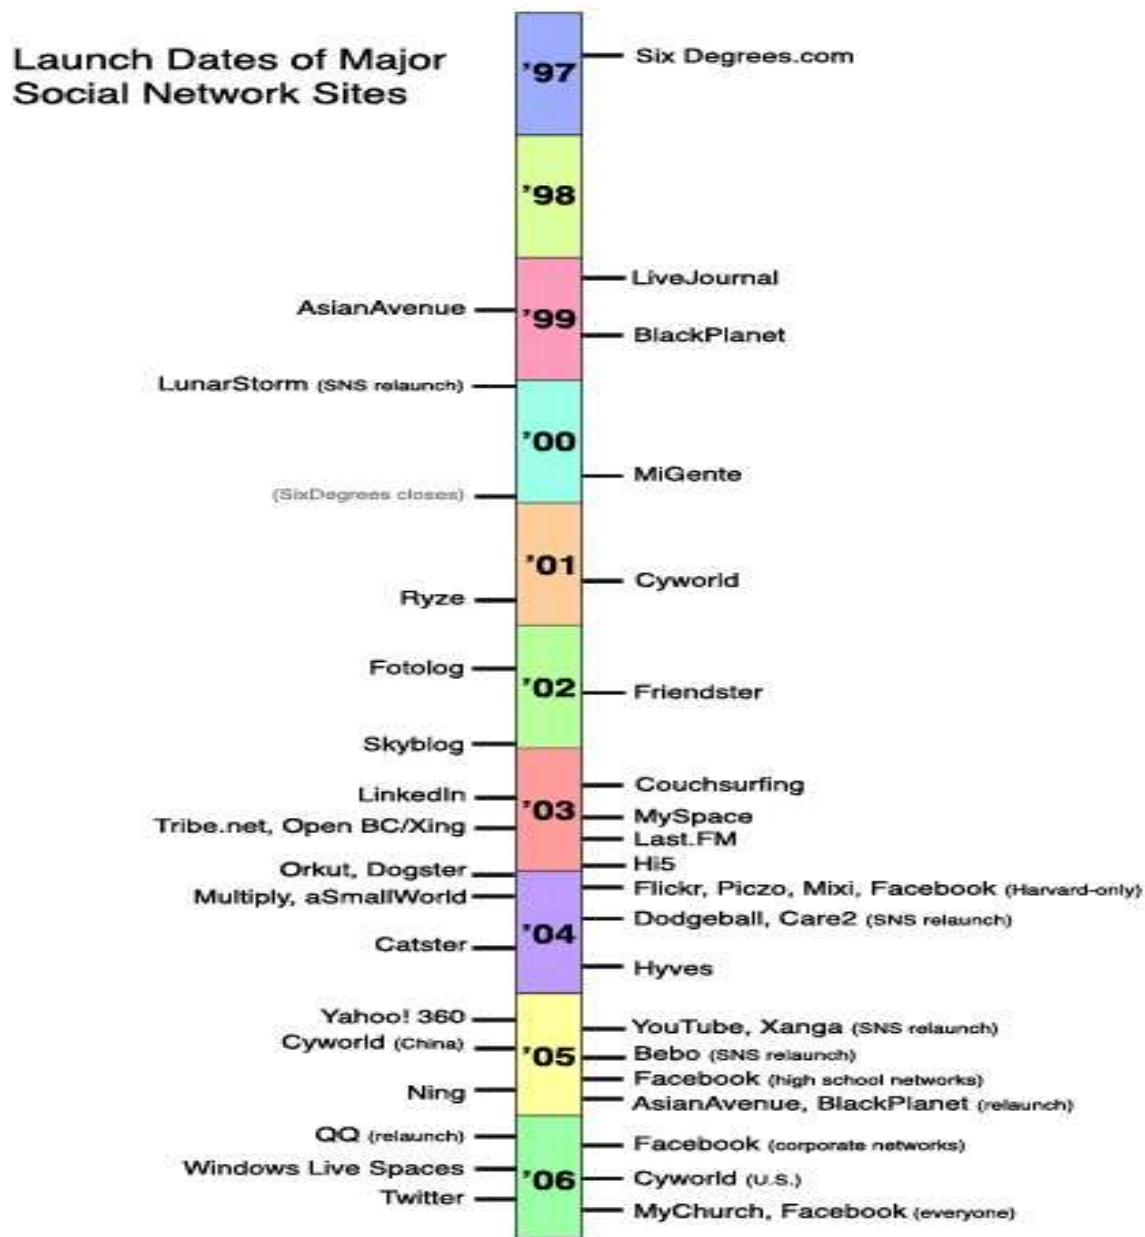 Launch Dates of Major
Social Network Sites
'97
Six Degrees.com
'98
LiveJournal
AsianAvenue
'99
BlackPlanet
LunarStorm (SNS relaunch)
'00
MiGente
(SixDegrees closes)
'01
Cyworld
Ryze
Fotolog
'02
Friendster
Skyblog
Couchsurfing
LinkedIn
'03
MySpace
Tribe.net, Open BC/Xing
Last.FM
Hi5
Orkut, Dogster
Flickr, Piczo, Mixi, Facebook (Harvard-only)
Multiply, aSmallWorld
Dodgeball, Care2 (SNS relaunch)
'04
Catster
Hyves
Yahoo! 360
YouTube, Xanga (SNS relaunch)
Cyworld (China)
'05
Bebo (SNS relaunch)
Facebook (high school networks)
Ning
AsianAvenue, BlackPlanet (relaunch)
QQ (relaunch)
Facebook (corporate networks)
Windows Live Spaces
'06
Cyworld (U.S.)
Twitter
MyChurch, Facebook (everyone)